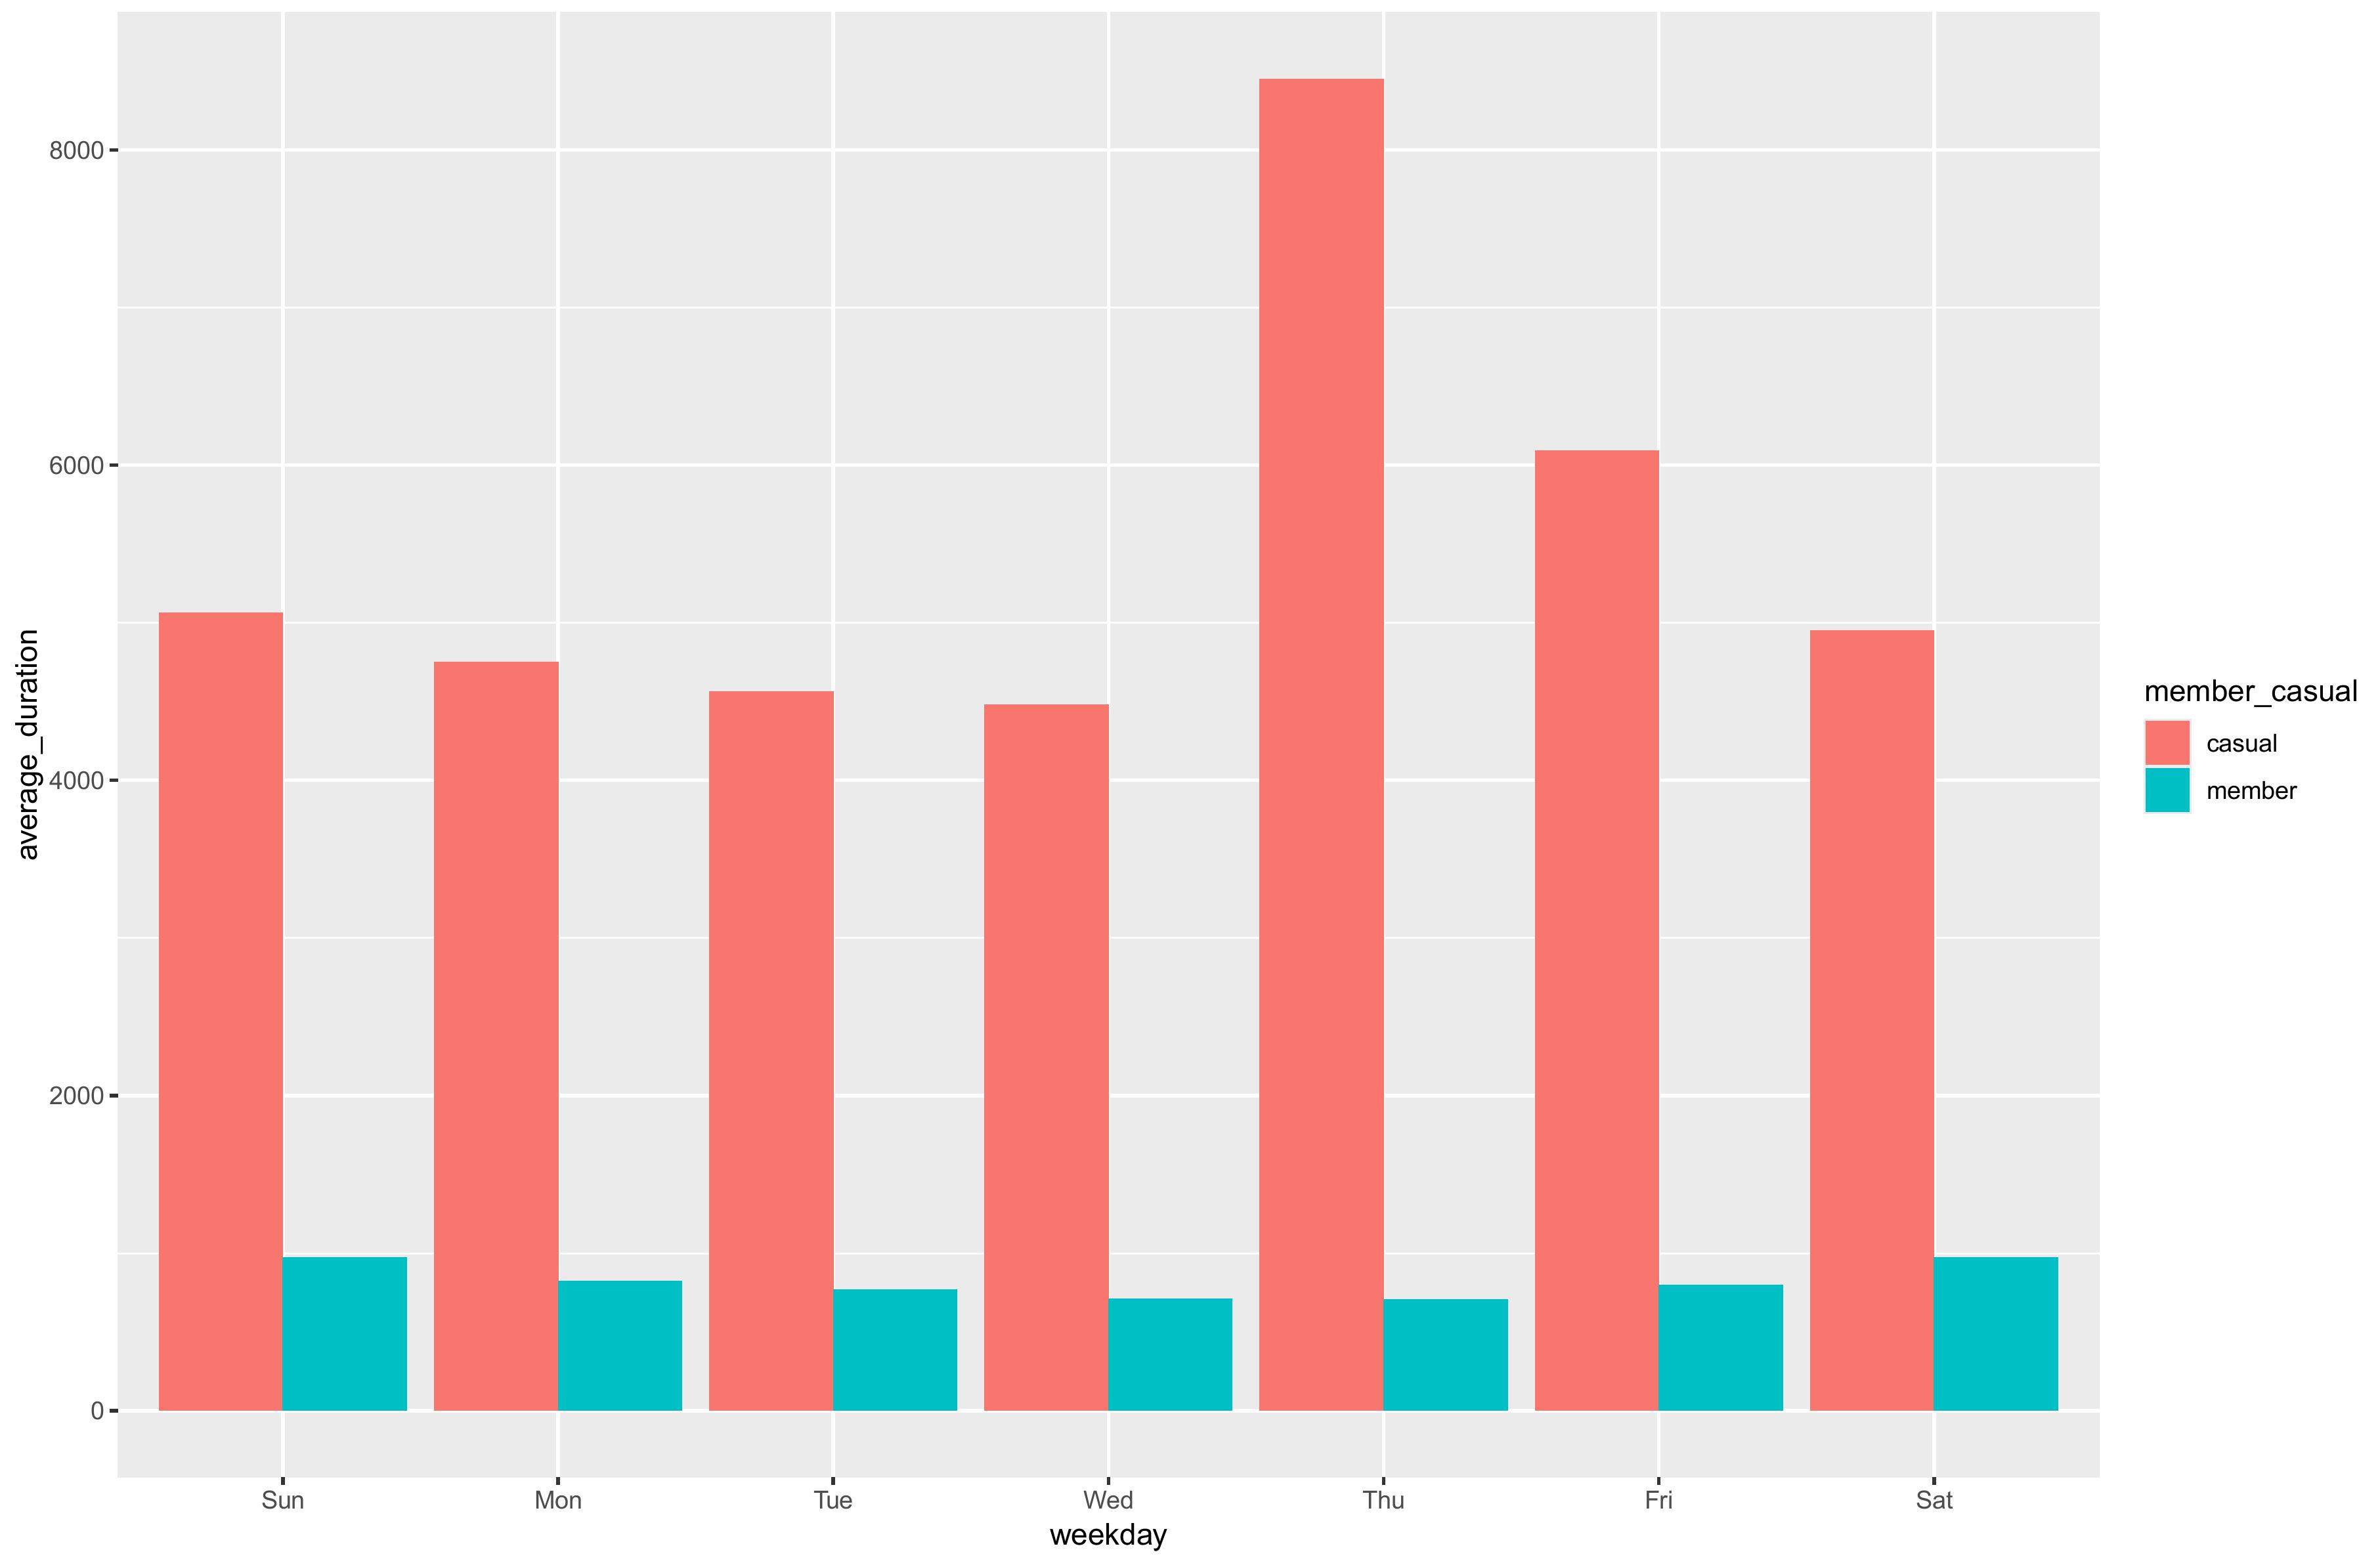 average_duration
8000
6000
4000
2000
0
Sun Mon Tue Wed Thu Fri Sat
weekday
member_casual
casual
member